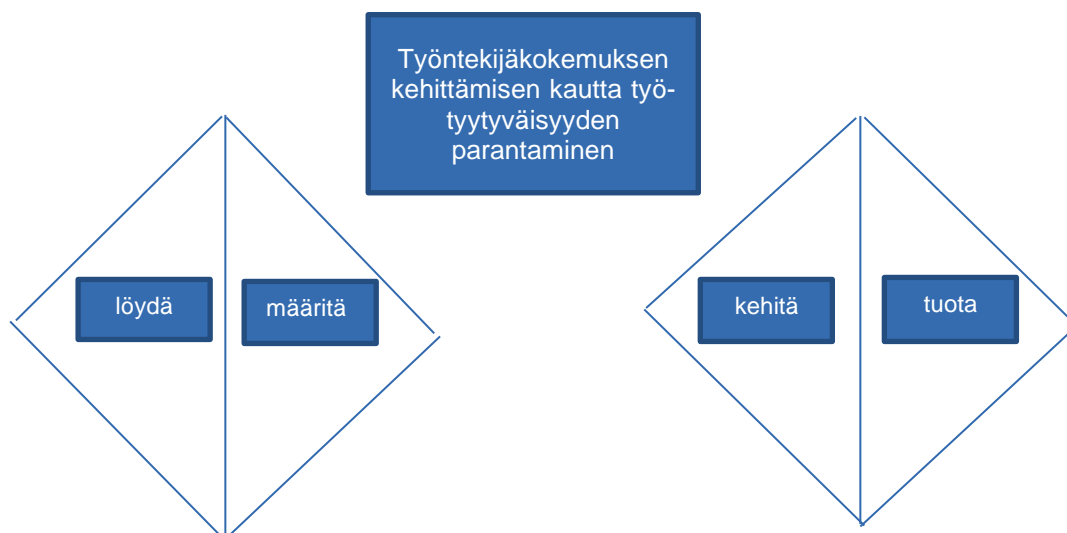 Työntekijäkokemuksen
kehittämisen kautta työ-
tyytyväisyyden
parantaminen
löydä
määritä
kehitä
tuota